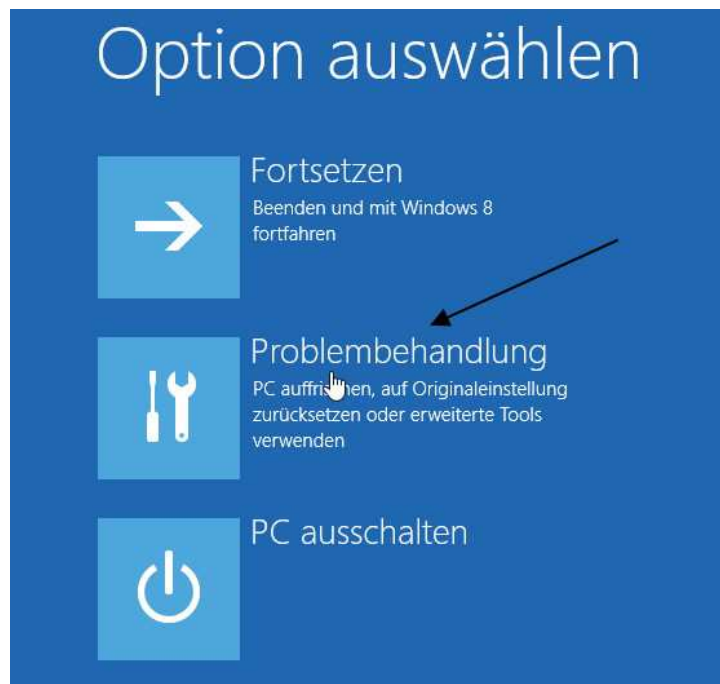 Option auswählen
Fortsetzen
Beenden und mit Windows 8
fortfahren
Problembehandlung
PC auffrischen, auf Originaleinstellung
zurücksetzen oder erweiterte Tools
verwenden
PC ausschalten